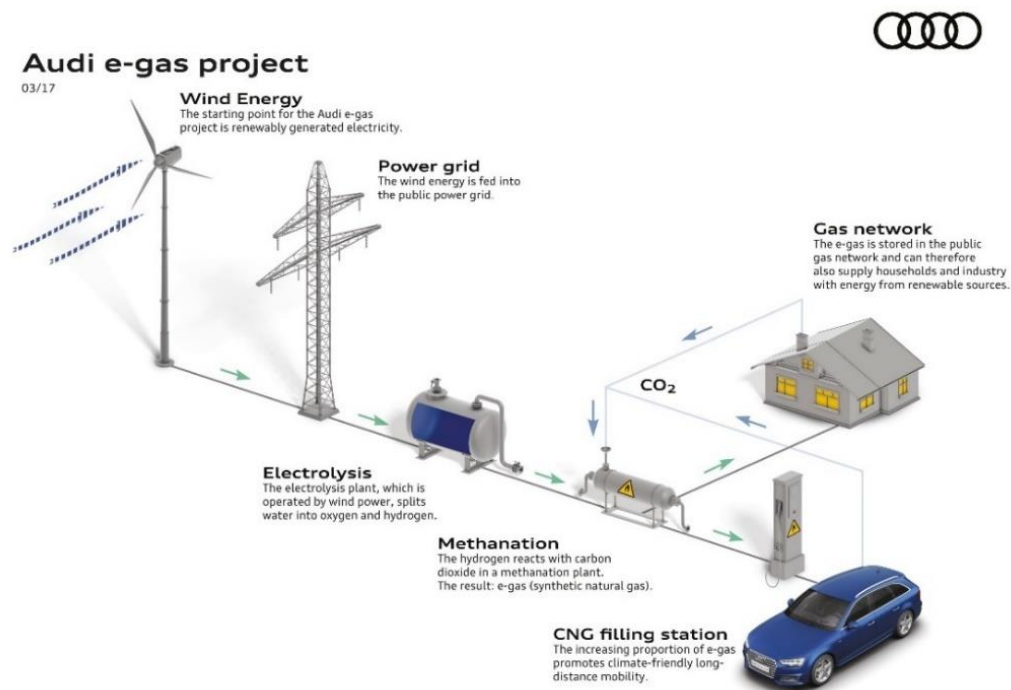 Audi e-gas project
03/17
Wind Energy
The starting point for the Audi e-gas
project is renewably generated electricity.
Power grid
The wind energy is fed into
the public power grid.
Gas network
The e-gas is stored in the public
gas network and can therefore
also supply households and industry
with energy from renewable sources.
CO₂
Electrolysis
The electrolysis plant, which is
operated by wind power, splits
water into oxygen and hydrogen.
Methanation
The hydrogen reacts with carbon
dioxide in a methanation plant.
The result: e-gas (synthetic natural gas).
CNG filling station
The increasing proportion of e-gas
promotes climate-friendly long-
distance mobility.